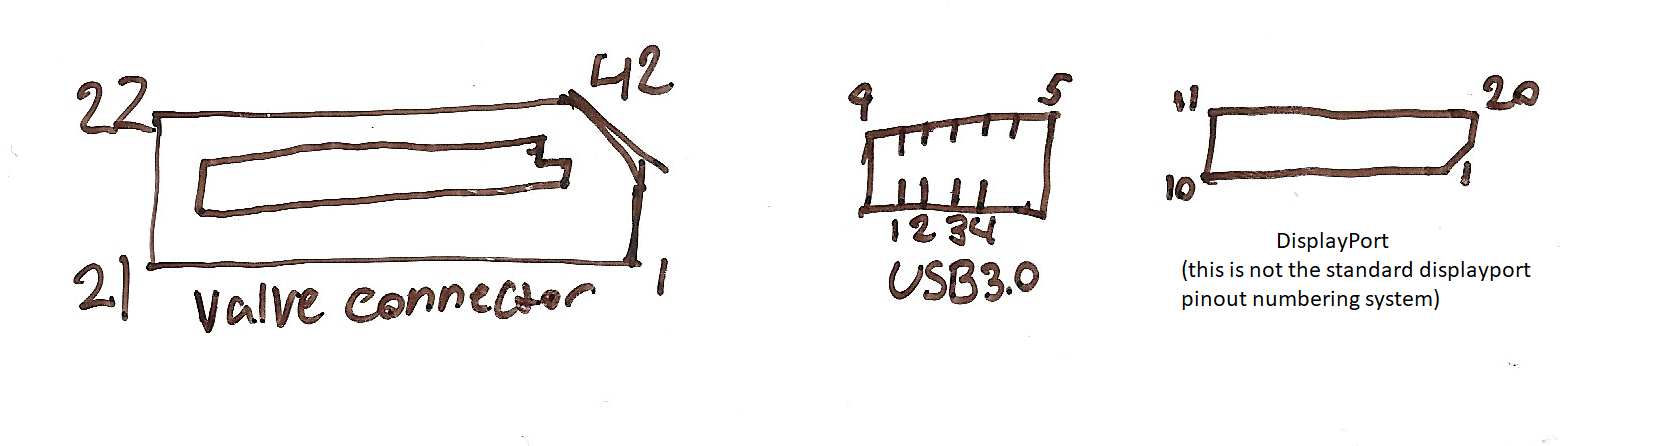 22
42
21
1
Valve connector
9
5
1 2 3 4
USB3.0
11
20
10
1
DisplayPort
(this is not the standard displayport
pinout numbering system)